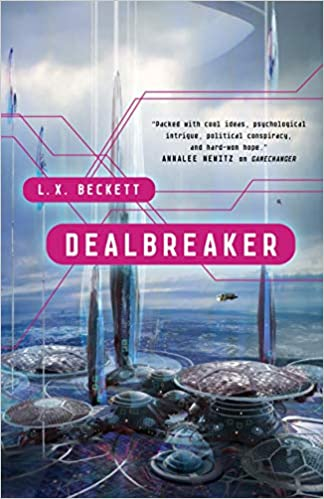 "Packed with cool ideas, psychological
intrigue, political conspiracy,
and hard-won hope."
ANNALEE NEWITZ on GAMECHANGER
L. X. BECKETT
DEALBREAKER